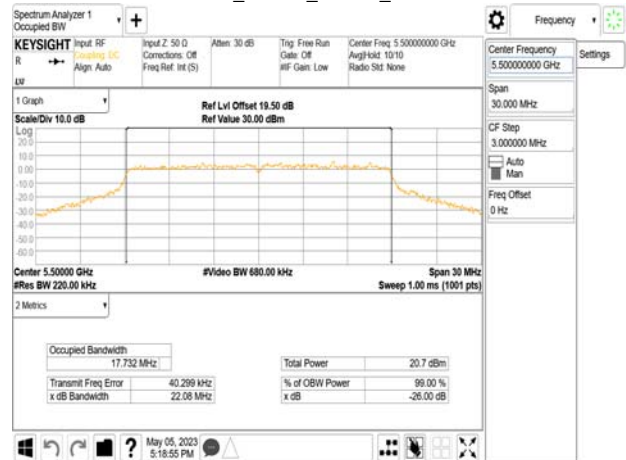 Spectrum Analyzer 1
Occupied BW
Frequency
KEYSIGHT
R
Input: RF
Coupling: DC
Align: Auto
Input Z: 50 Ω
Corrections: Off
Freq Ref: Int (S)
Atten: 30 dB
Trig: Free Run
Gate: Off
#IF Gain: Low
Center Freq: 5.500000000 GHz
Avg|Hold: 10/10
Radio Std: None
Center Frequency
5.500000000 GHz
Settings
Span
30.000 MHz
CF Step
3.000000 MHz
Auto
Man
Freq Offset
0 Hz
1 Graph
Scale/Div 10.0 dB
Ref Lvl Offset 19.50 dB
Ref Value 30.00 dBm
Log
20.0
10.0
0.00
-10.0
-20.0
-30.0
-40.0
-50.0
-60.0
Center 5.50000 GHz
#Video BW 680.00 kHz
Span 30 MHz
#Res BW 220.00 kHz
Sweep 1.00 ms (1001 pts)
2 Metrics
Occupied Bandwidth
17.732 MHz
Total Power 20.7 dBm
Transmit Freq Error 40.299 kHz
% of OBW Power 99.00 %
x dB Bandwidth 22.08 MHz
x dB -26.00 dB
?
May 05, 2023
5:18:55 PM